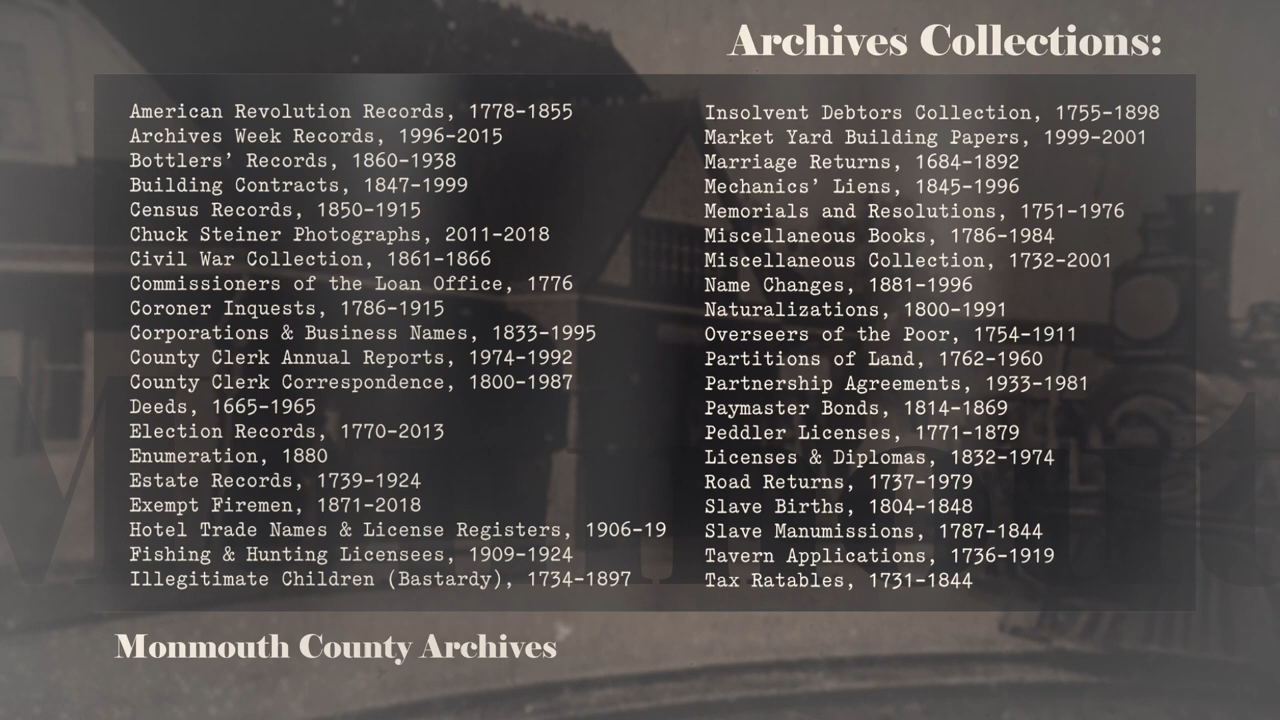 Archives Collections:
American Revolution Records, 1778-1855
Archives Week Records, 1996-2015
Bottlers’ Records, 1860-1938
Building Contracts, 1847-1999
Census Records, 1850-1915
Chuck Steiner Photographs, 2011-2018
Civil War Collection, 1861-1866
Commissioners of the Loan Office, 1776
Coroner Inquests, 1786-1915
Corporations & Business Names, 1833-1995
County Clerk Annual Reports, 1974-1992
County Clerk Correspondence, 1800-1987
Deeds, 1665-1965
Election Records, 1770-2013
Enumeration, 1880
Estate Records, 1739-1924
Exempt Firemen, 1871-2018
Hotel Trade Names & License Registers, 1906-19
Fishing & Hunting Licensees, 1909-1924
Illegitimate Children (Bastardy), 1734-1897
Insolvent Debtors Collection, 1755-1898
Market Yard Building Papers, 1999-2001
Marriage Returns, 1684-1892
Mechanics’ Liens, 1845-1996
Memorials and Resolutions, 1751-1976
Miscellaneous Books, 1786-1984
Miscellaneous Collection, 1732-2001
Name Changes, 1881-1996
Naturalizations, 1800-1991
Overseers of the Poor, 1754-1911
Partitions of Land, 1762-1960
Partnership Agreements, 1933-1981
Paymaster Bonds, 1814-1869
Peddler Licenses, 1771-1879
Licenses & Diplomas, 1832-1974
Road Returns, 1737-1979
Slave Births, 1804-1848
Slave Manumissions, 1787-1844
Tavern Applications, 1736-1919
Tax Ratables, 1731-1844
Monmouth County Archives